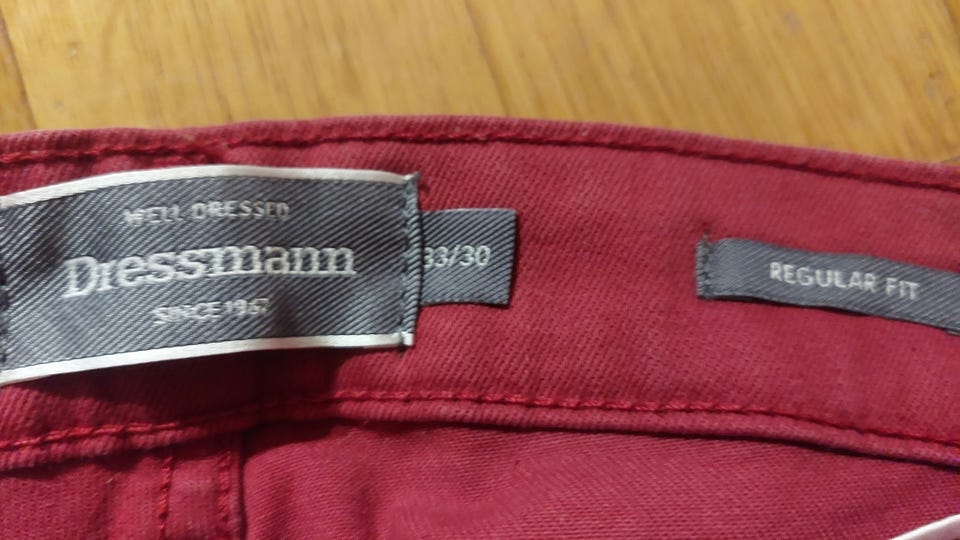 WELL DRESSED
Dressmann
SINCE 1967
33/30
REGULAR FIT